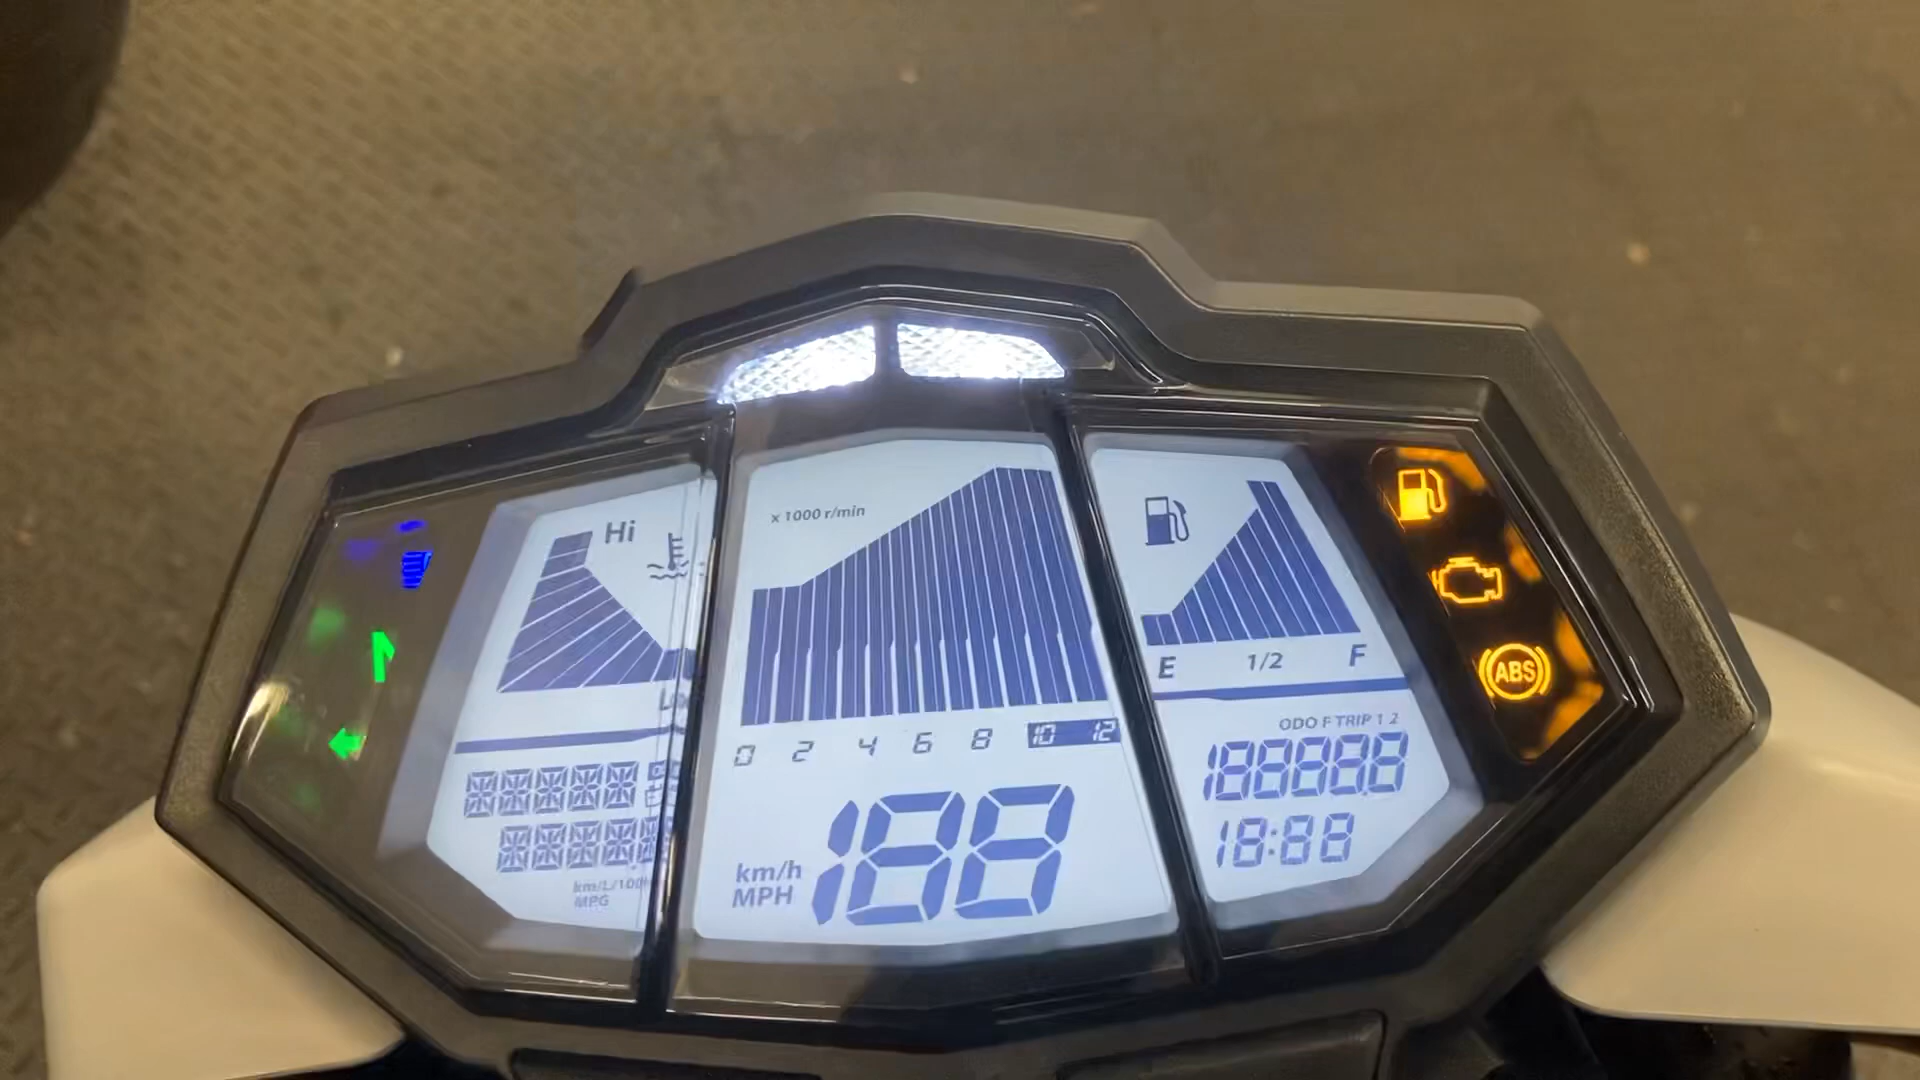 Hi
x 1000 r/min
E 1/2 F
0 2 4 6 8 10 12
ABS
ODO F TRIP 1 2
188888
18:88
km/h
MPH
188
km/L/100
MPG